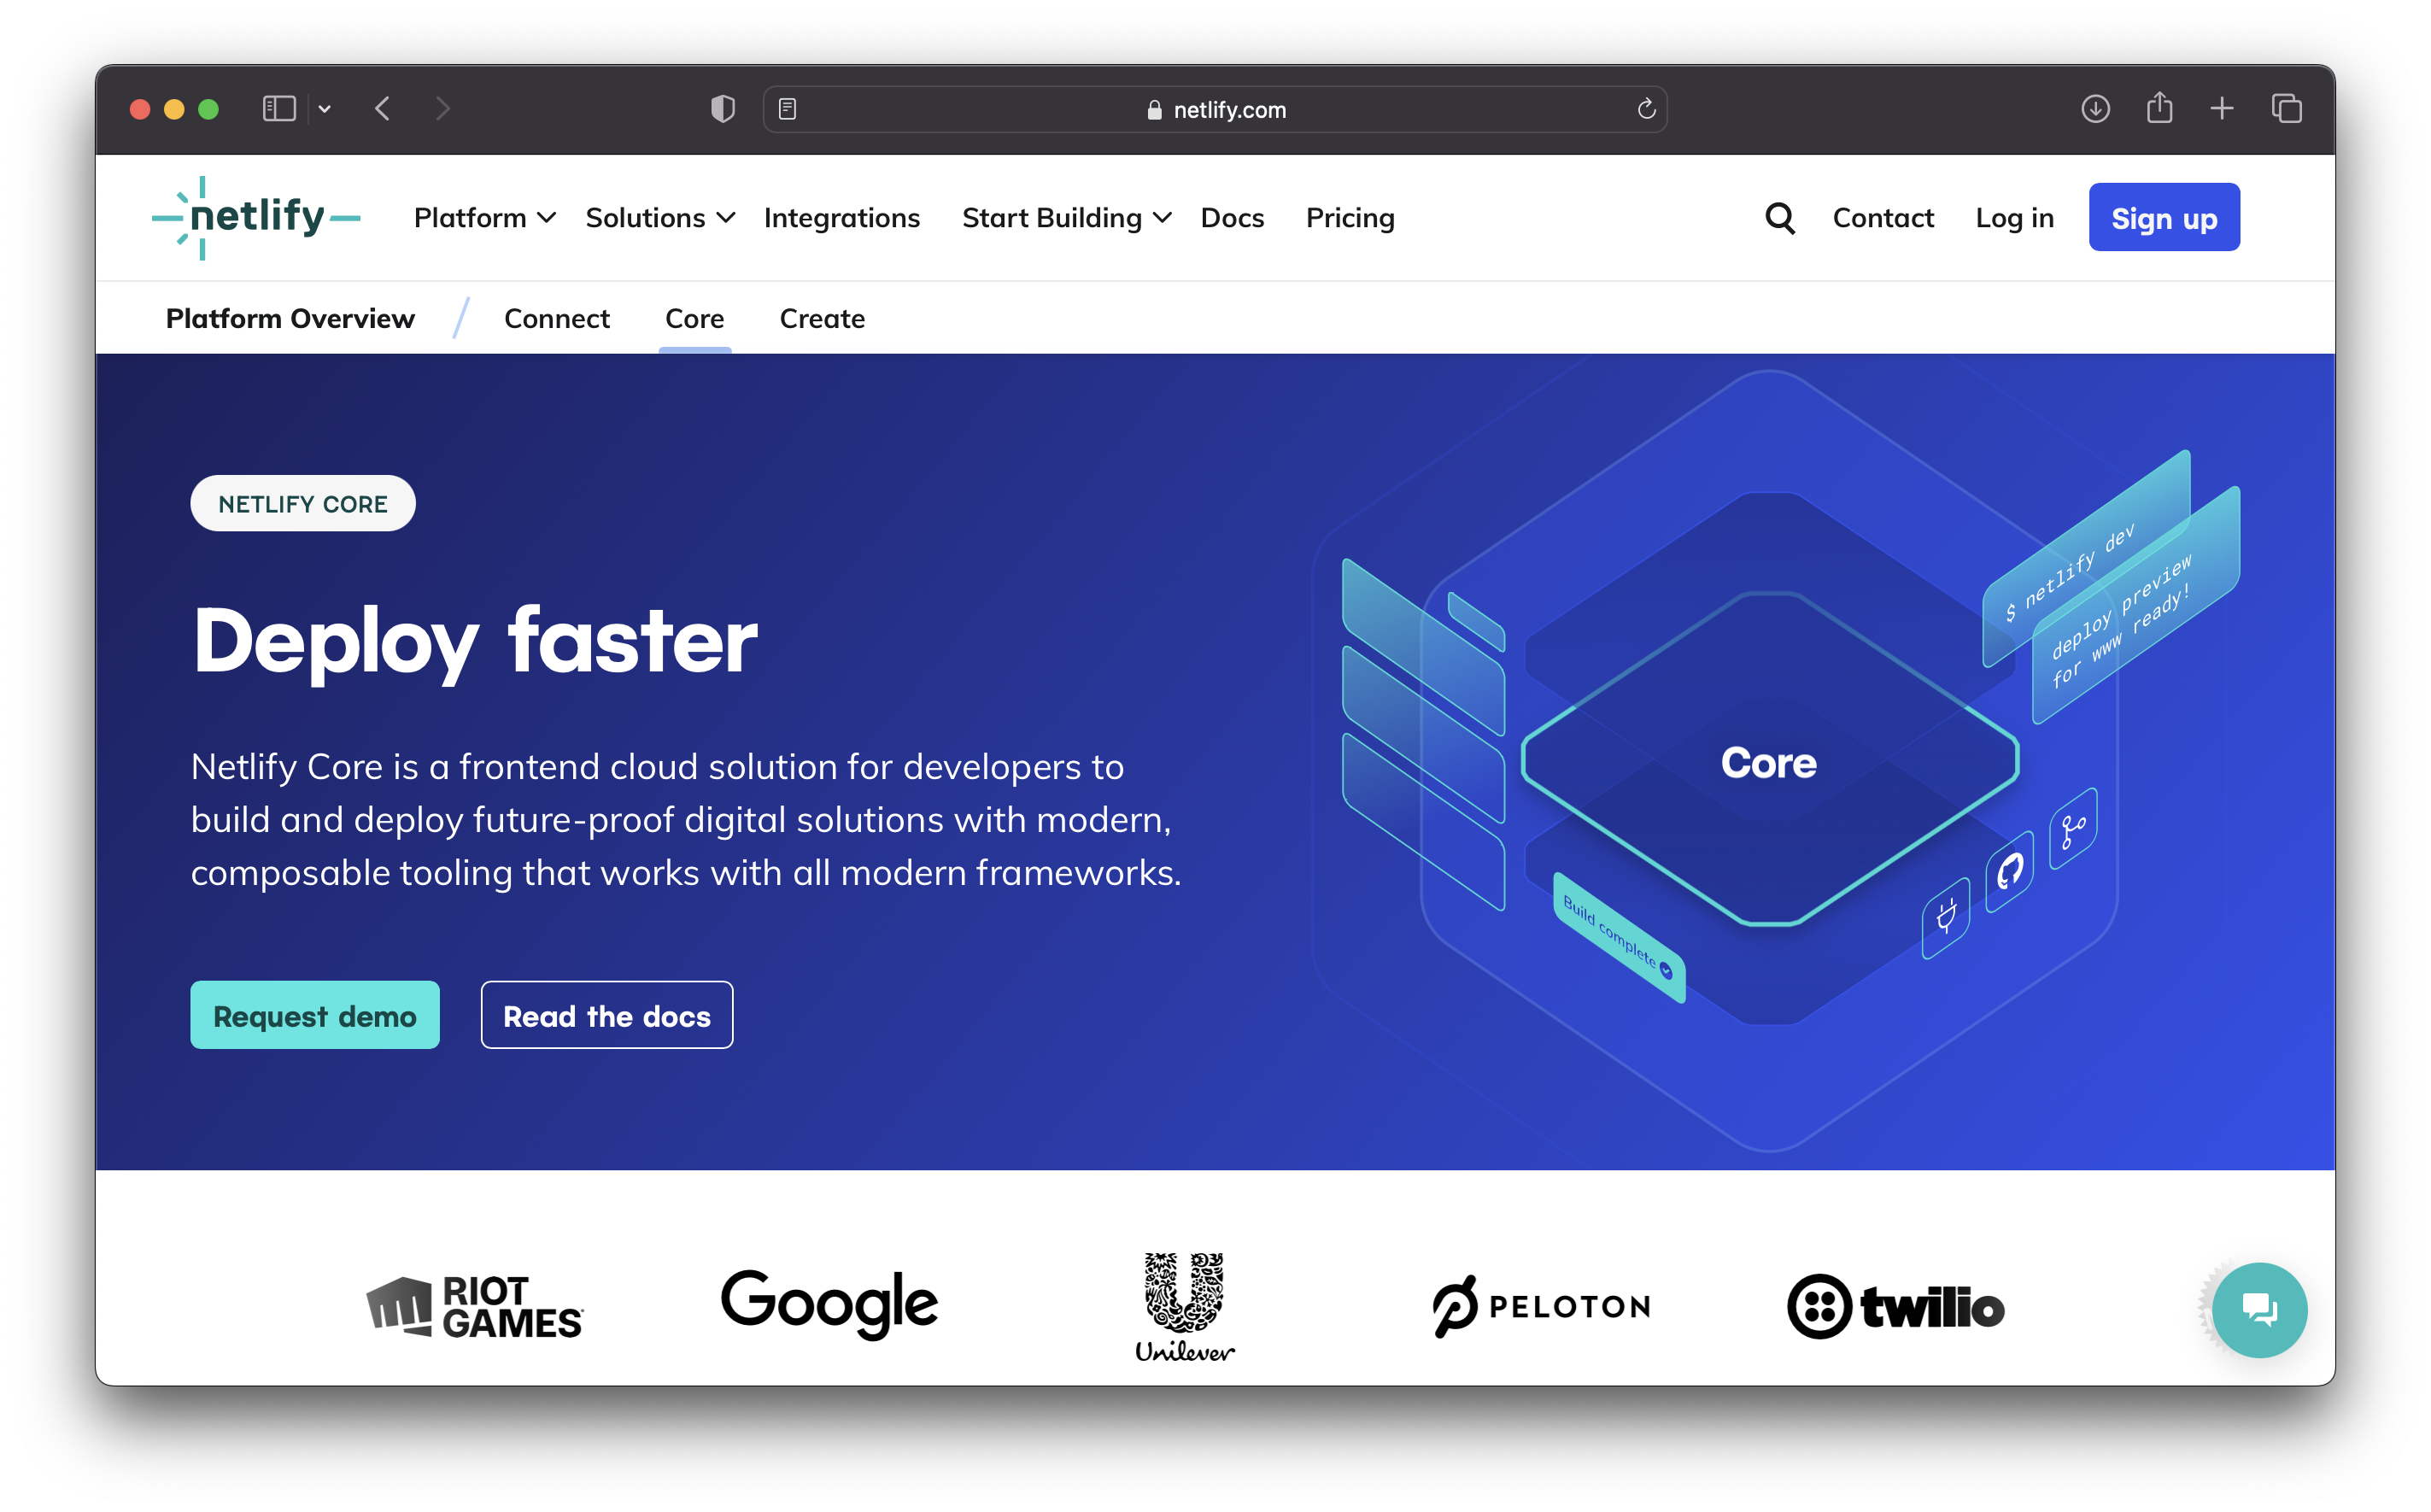 netlify.com
netlify
Platform Solutions Integrations Start Building Docs Pricing Contact Log in Sign up
Platform Overview / Connect Core Create
NETLIFY CORE
Deploy faster
Netlify Core is a frontend cloud solution for developers to
build and deploy future-proof digital solutions with modern,
composable tooling that works with all modern frameworks.
Request demo Read the docs
$ netlify dev
deploy preview
for www ready!
Core
Build complete
RIOT
GAMES
Google
Unilever
PELOTON
twilio